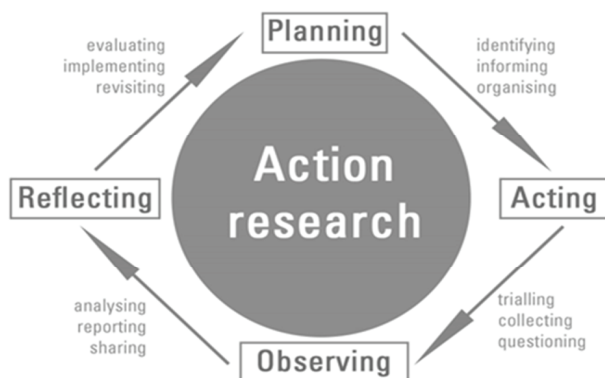 Planning
evaluating
implementing
revisiting
identifying
informing
organising
Action
research
Reflecting
Acting
analysing
reporting
sharing
trialling
collecting
questioning
Observing